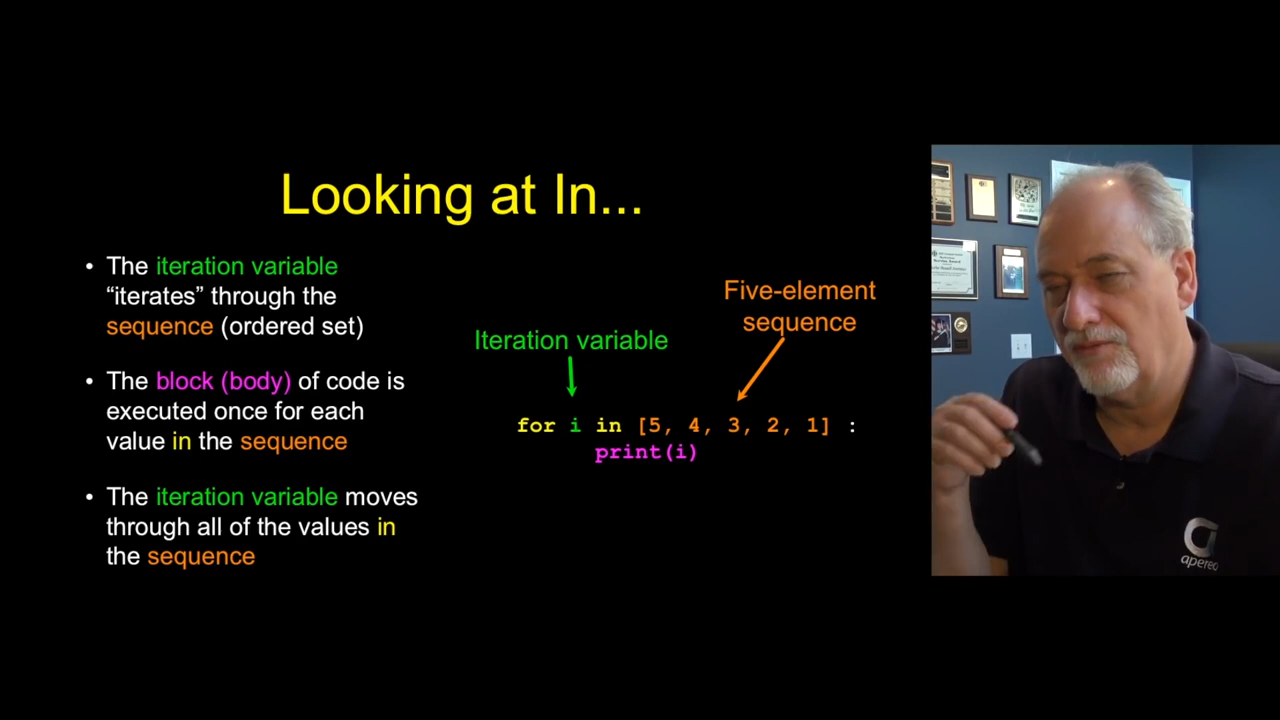 Looking at In...
• The iteration variable
“iterates” through the
sequence (ordered set)
• The block (body) of code is
executed once for each
value in the sequence
• The iteration variable moves
through all of the values in
the sequence
Five-element
sequence
Iteration variable
for i in [5, 4, 3, 2, 1] :
print(i)
apereo